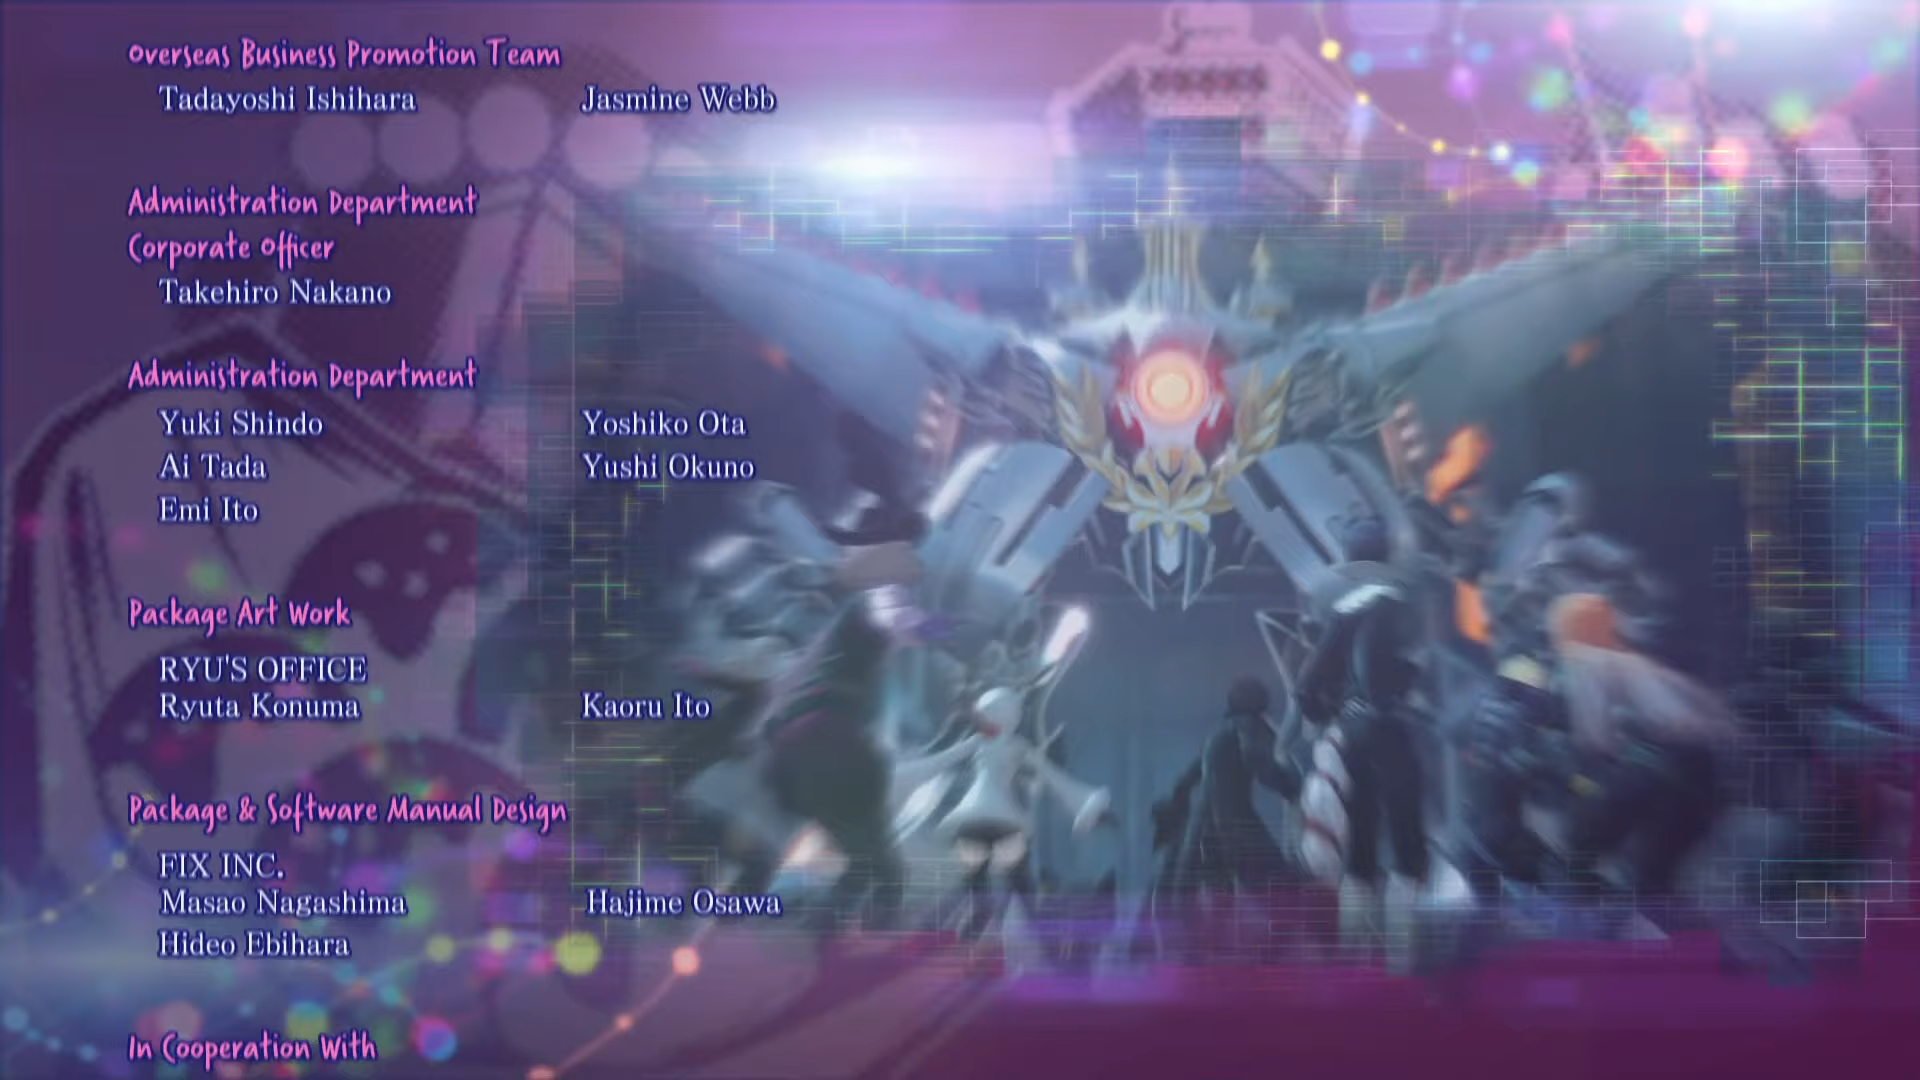 Overseas Business Promotion Team
Tadayoshi Ishihara Jasmine Webb
Administration Department
Corporate Officer
Takehiro Nakano
Administration Department
Yuki Shindo Yoshiko Ota
Ai Tada Yushi Okuno
Emi Ito
Package Art Work
RYU'S OFFICE
Ryuta Konuma Kaoru Ito
Package & Software Manual Design
FIX INC.
Masao Nagashima Hajime Osawa
Hideo Ebihara
In Cooperation With